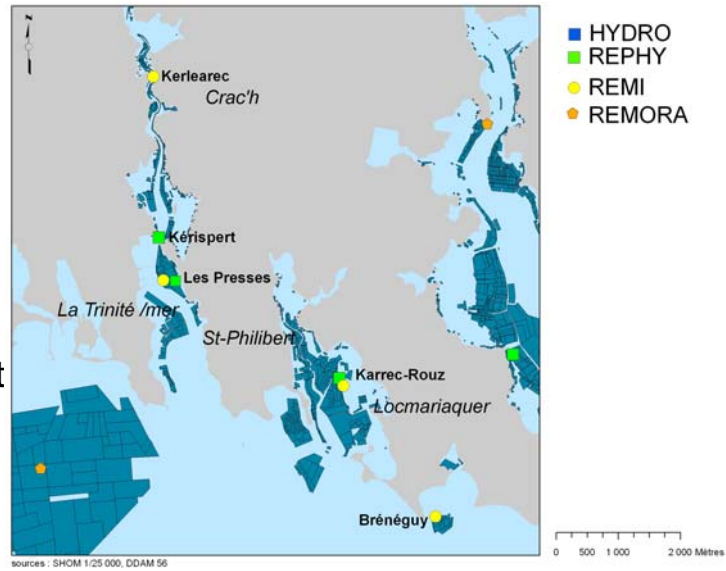 HYDRO
REPHY
REMI
REMORA
Kerlearec
Crac'h
Kérispert
Les Presses
La Trinité /mer
St-Philibert
Karrec-Rouz
Locmariaquer
Brénéguy
t
0 500 1 000 2 000 Mètres
sources : SHOM 1/25 000, DDAM 56